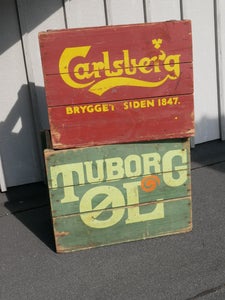 Carlsberg
BRYGGET SIDEN 1847.
TUBORG
ØL